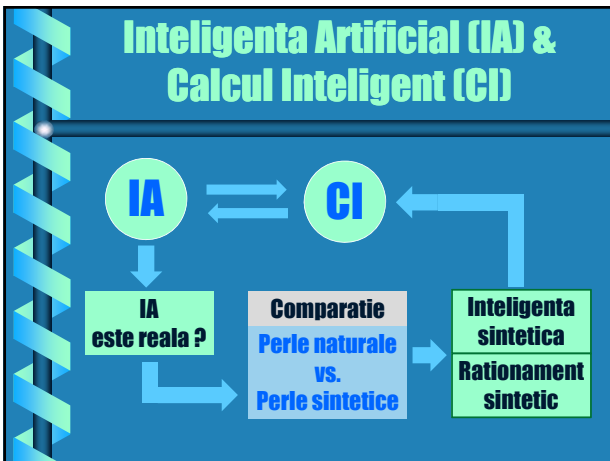 Inteligenta Artificial (IA) &
Calcul Inteligent (CI)
IA
CI
IA
este reala ?
Comparatie
Perle naturale
vs.
Perle sintetice
Inteligenta
sintetica
Rationament
sintetic